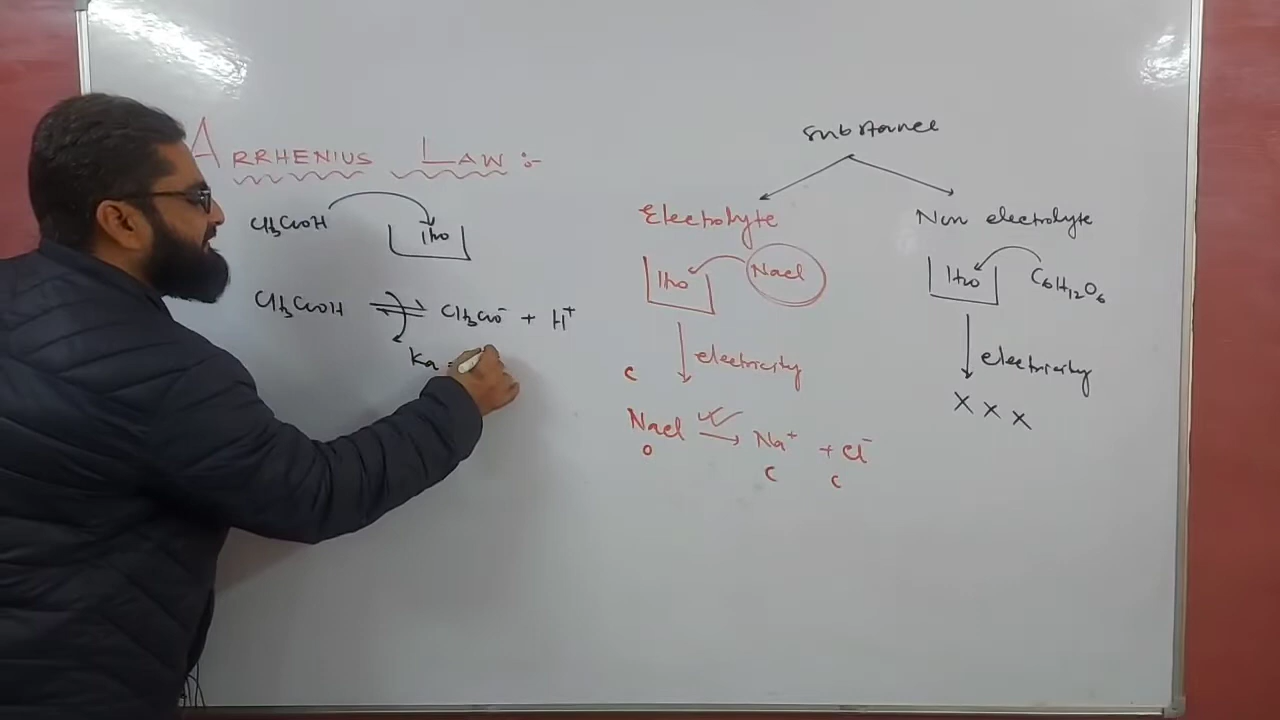 ARRHENIUS LAW :-
CH3COOH
H2O
CH3COOH ⇌ CH3COO⁻ + H⁺
Ka =
substance
Electrolyte
H2O NaCl
electricity
C
NaCl → Na⁺ + Cl⁻
0 C C
Non electrolyte
H2O C6H12O6
electricity
X X X